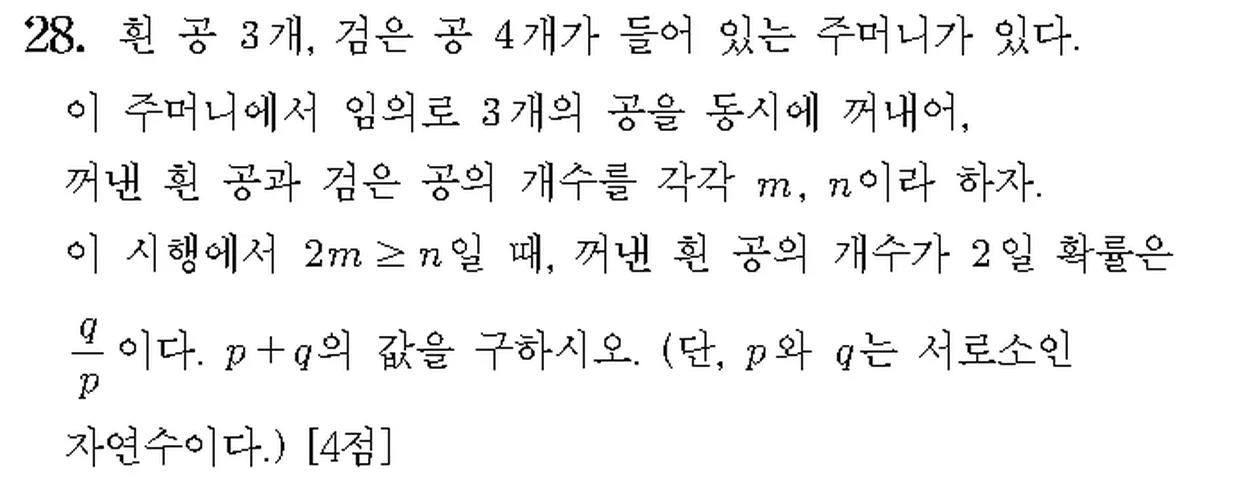 28. 흰 공 3개, 검은 공 4개가 들어 있는 주머니가 있다.
이 주머니에서 임의로 3개의 공을 동시에 꺼내어,
꺼낸 흰 공과 검은 공의 개수를 각각 m, n이라 하자.
이 시행에서 2m ≥ n일 때, 꺼낸 흰 공의 개수가 2일 확률은
q/p이다. p+q의 값을 구하시오. (단, p와 q는 서로소인
자연수이다.) [4점]